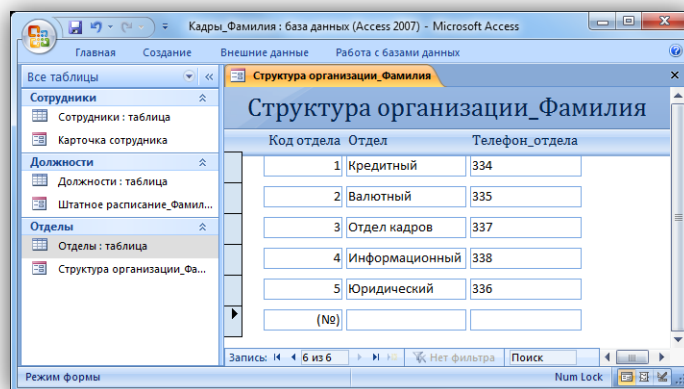 Кадры_Фамилия : база данных (Access 2007) - Microsoft Access
Главная Создание Внешние данные Работа с базами данных
Все таблицы
Структура организации_Фамилия
Сотрудники
Сотрудники : таблица
Карточка сотрудника
Должности
Должности : таблица
Штатное расписание_Фамил...
Отделы
Отделы : таблица
Структура организации_Фа...
Структура организации_Фамилия
Код отдела Отдел Телефон_отдела
1 Кредитный 334
2 Валютный 335
3 Отдел кадров 337
4 Информационный 338
5 Юридический 336
(№)
Запись: 6 из 6 Нет фильтра Поиск
Режим формы Num Lock